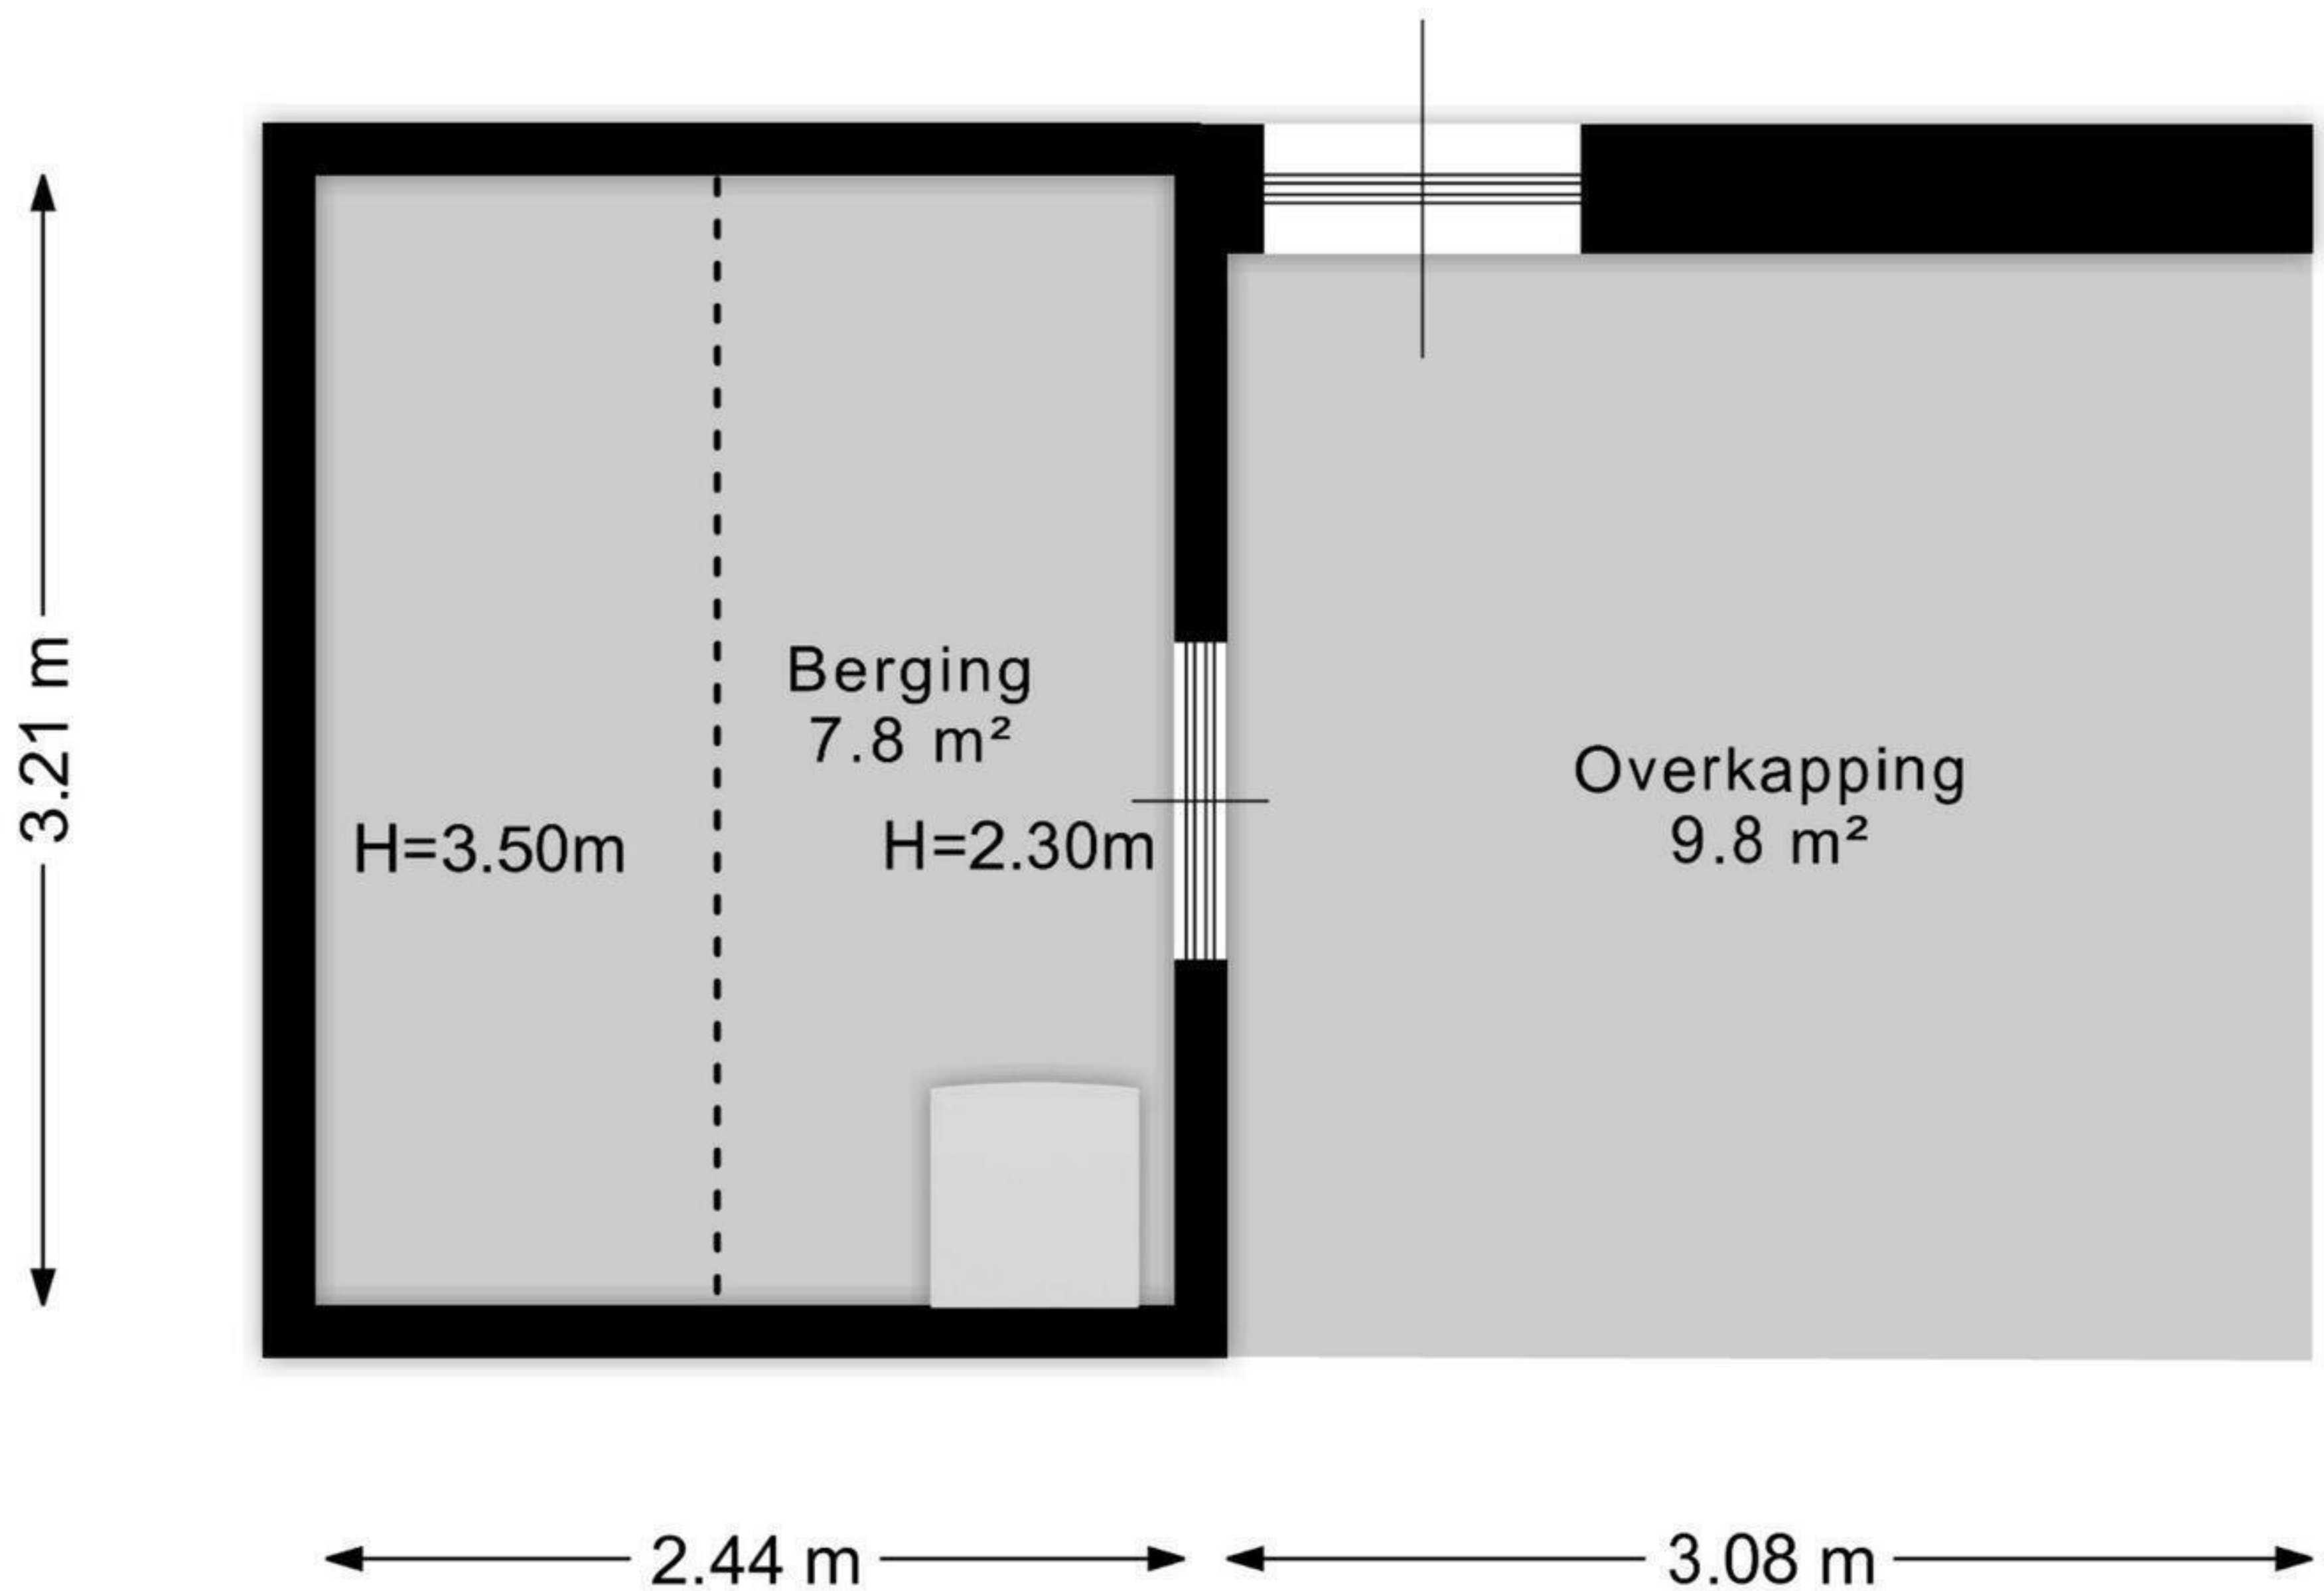 3.21 m
Berging
7.8 m²
H=3.50m
H=2.30m
Overkapping
9.8 m²
2.44 m
3.08 m